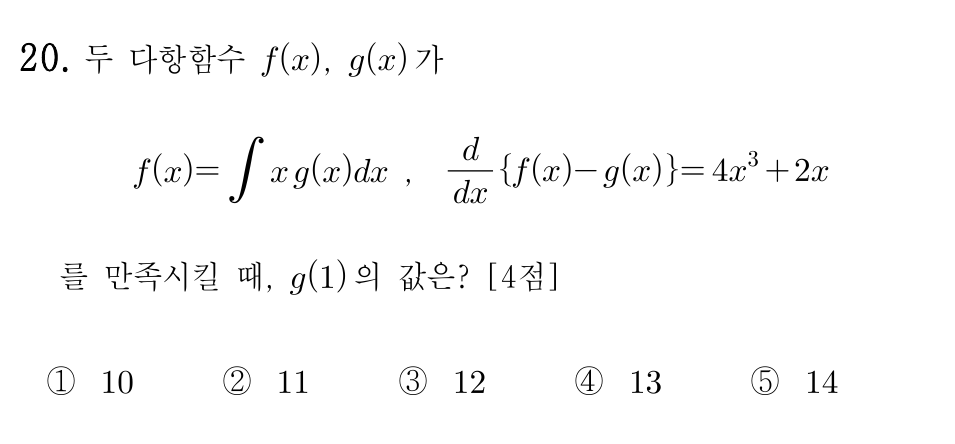 20. 두 다항함수 f(x), g(x)가
f(x)=∫xg(x)dx , d/dx{f(x)−g(x)}=4x³+2x
를 만족시킬 때, g(1)의 값은? [4점]
① 10 ② 11 ③ 12 ④ 13 ⑤ 14